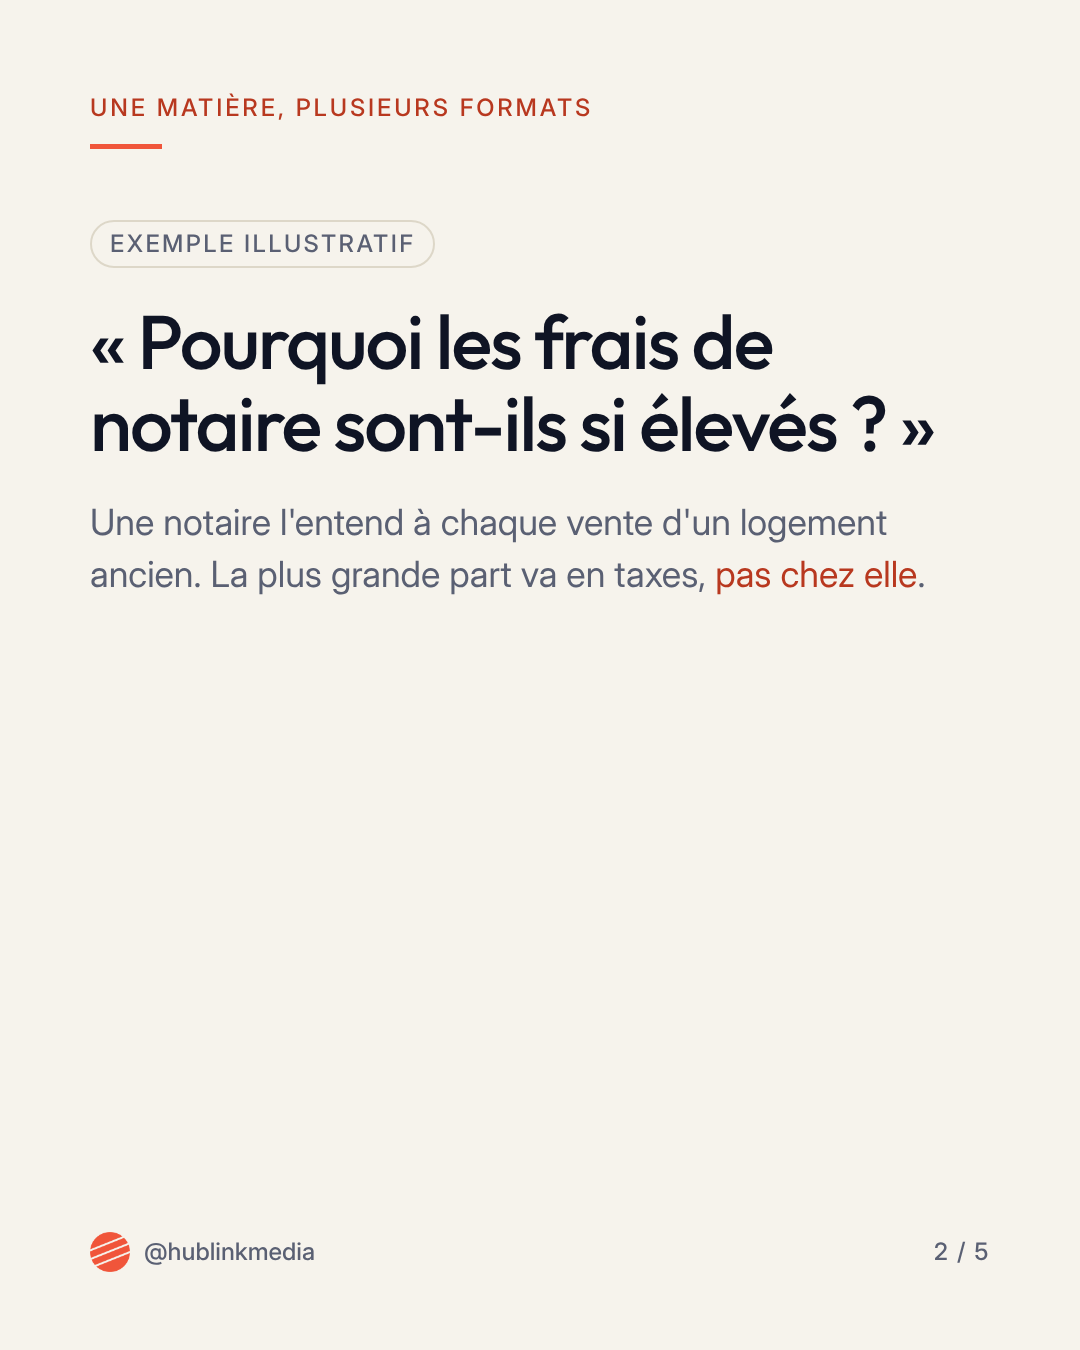 UNE MATIÈRE, PLUSIEURS FORMATS
EXEMPLE ILLUSTRATIF
« Pourquoi les frais de
notaire sont-ils si élevés ? »
Une notaire l'entend à chaque vente d'un logement
ancien. La plus grande part va en taxes, pas chez elle.
@hublinkmedia
2 / 5